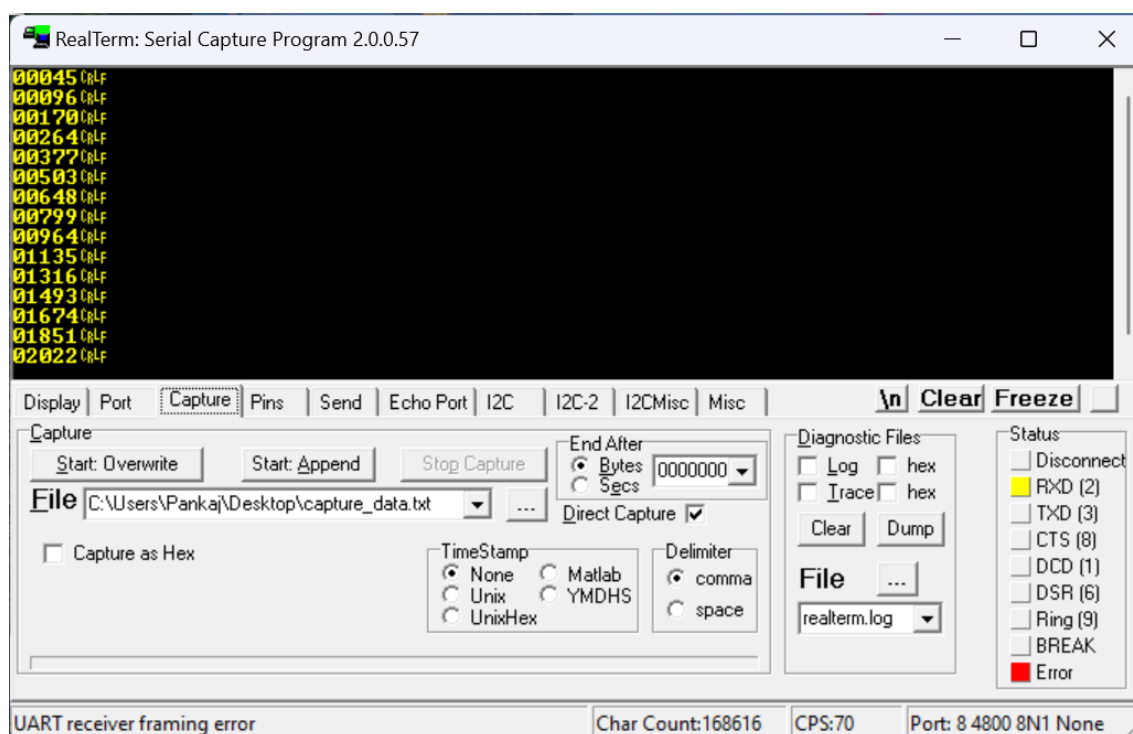 RealTerm: Serial Capture Program 2.0.0.57
00045CRLF
00096CRLF
00170CRLF
00264CRLF
00377CRLF
00503CRLF
00648CRLF
00799CRLF
00964CRLF
01135CRLF
01316CRLF
01493CRLF
01674CRLF
01851CRLF
02022CRLF
Display Port Capture Pins Send Echo Port I2C I2C-2 I2CMisc Misc \n Clear Freeze
Capture
Start: Overwrite Start: Append Stop Capture
End After
Bytes 0000000
Secs
File C:\Users\Pankaj\Desktop\capture_data.txt ...
Direct Capture
Capture as Hex
TimeStamp
None Matlab
Unix YMDHS
UnixHex
Delimiter
comma
space
Diagnostic Files
Log hex
Trace hex
Clear Dump
File ...
realterm.log
Status
Disconnect
RXD (2)
TXD (3)
CTS (8)
DCD (1)
DSR (6)
Ring (9)
BREAK
Error
UART receiver framing error Char Count:168616 CPS:70 Port: 8 4800 8N1 None